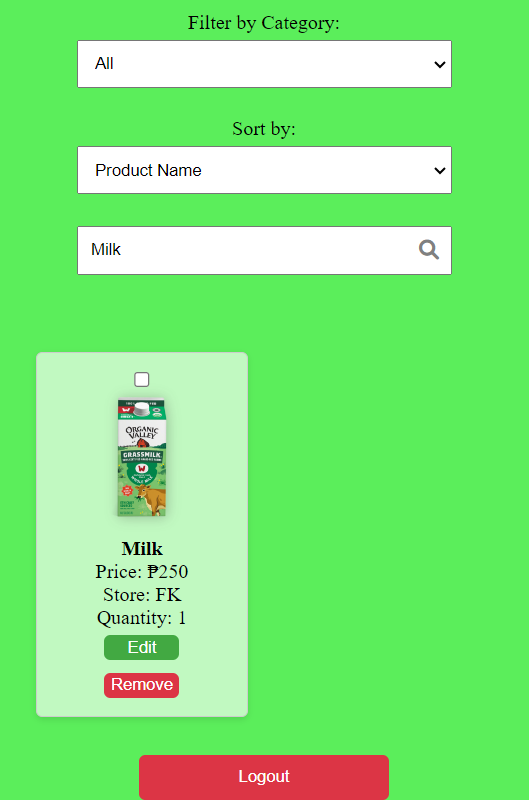 Filter by Category:
All
Sort by:
Product Name
Milk
ORGANIC
VALLEY
GRASSMILK
Milk
Price: ₱250
Store: FK
Quantity: 1
Edit
Remove
Logout